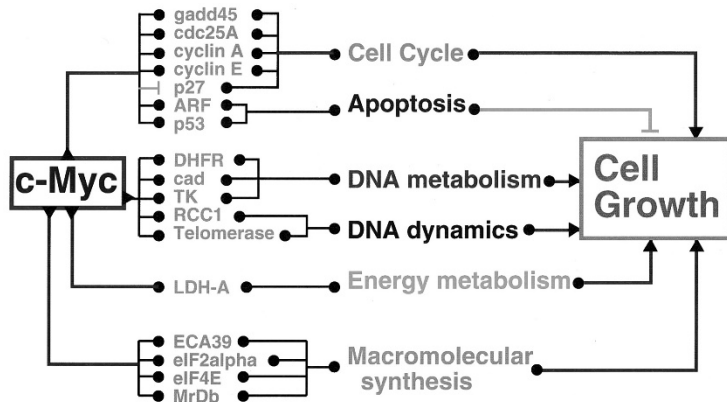 gadd45
cdc25A
cyclin A
cyclin E
p27
ARF
p53
Cell Cycle
Apoptosis
c-Myc
DHFR
cad
TK
RCC1
Telomerase
DNA metabolism
DNA dynamics
Cell
Growth
LDH-A
Energy metabolism
ECA39
eIF2alpha
eIF4E
MrDb
Macromolecular
synthesis